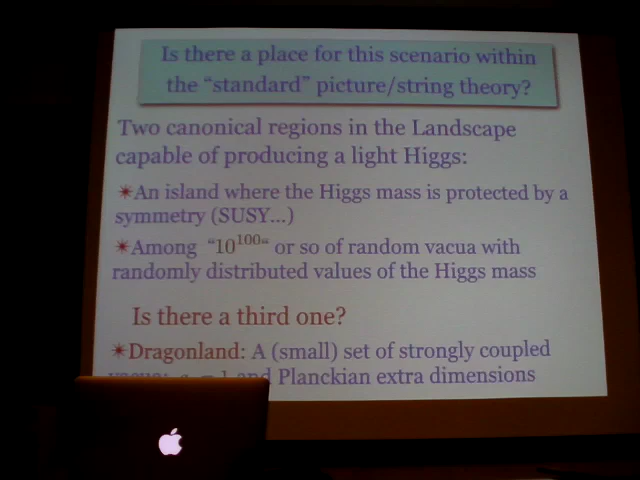 Is there a place for this scenario within
the “standard” picture/string theory?
Two canonical regions in the Landscape
capable of producing a light Higgs:
✴An island where the Higgs mass is protected by a
symmetry (SUSY...)
✴Among “10¹⁰⁰“ or so of random vacua with
randomly distributed values of the Higgs mass
Is there a third one?
✴Dragonland: A (small) set of strongly coupled
and Planckian extra dimensions